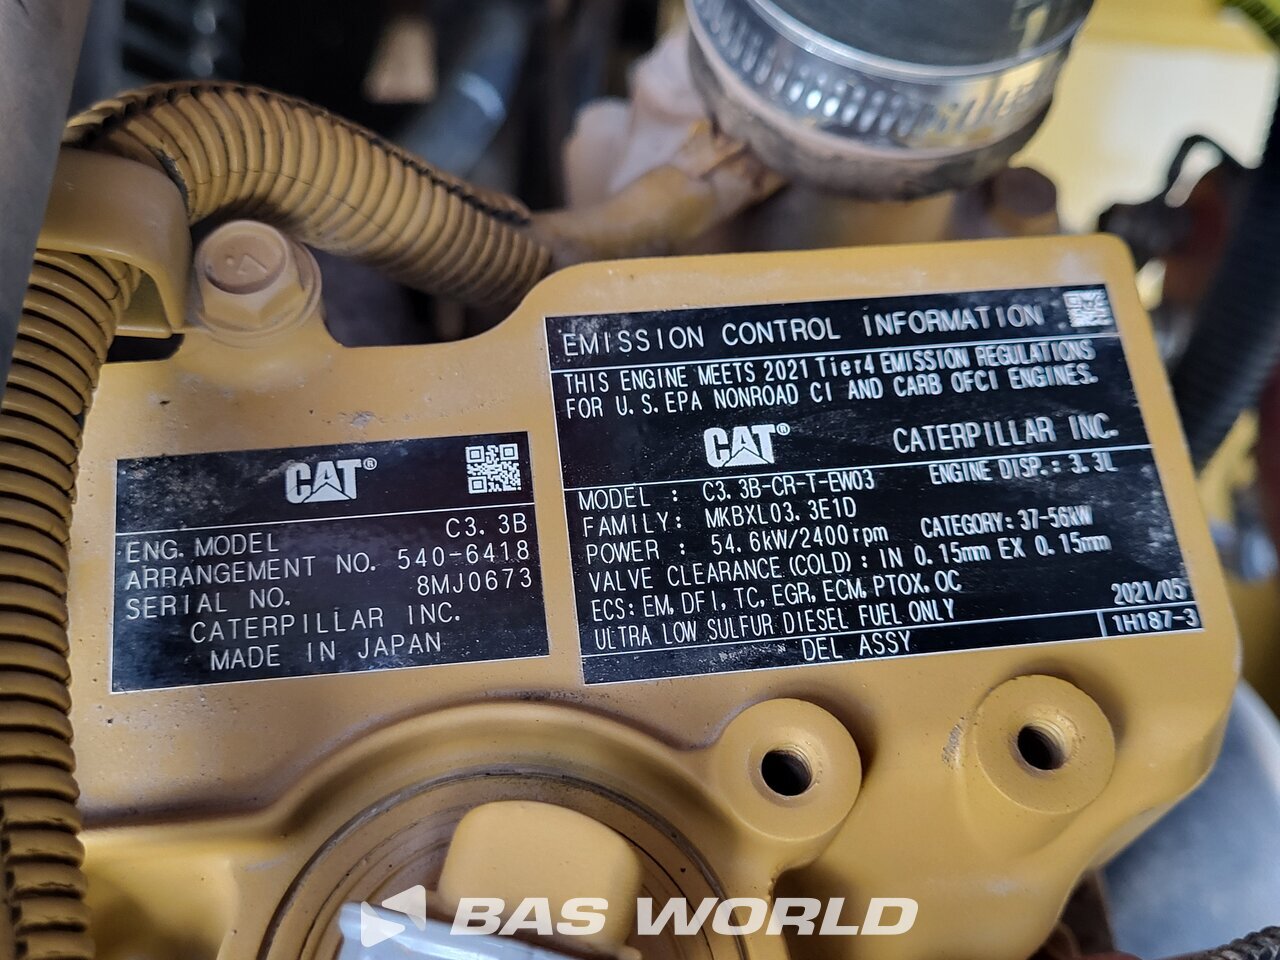 CAT®
ENG. MODEL C3.3B
ARRANGEMENT NO. 540-6418
SERIAL NO. 8MJ0673
CATERPILLAR INC.
MADE IN JAPAN
EMISSION CONTROL INFORMATION
THIS ENGINE MEETS 2021 Tier4 EMISSION REGULATIONS
FOR U.S.EPA NONROAD CI AND CARB OFCI ENGINES.
CAT® CATERPILLAR INC.
MODEL : C3.3B-CR-T-EW03 ENGINE DISP.: 3.3L
FAMILY: MKBXL03.3E1D
POWER : 54.6kW/2400rpm CATEGORY: 37-56kW
VALVE CLEARANCE(COLD): IN 0.15mm EX 0.15mm
ECS: EM, DFI, TC, EGR, ECM, PTOX, OC
ULTRA LOW SULFUR DIESEL FUEL ONLY 2021/05
DEL ASSY 1H187-3
BAS WORLD